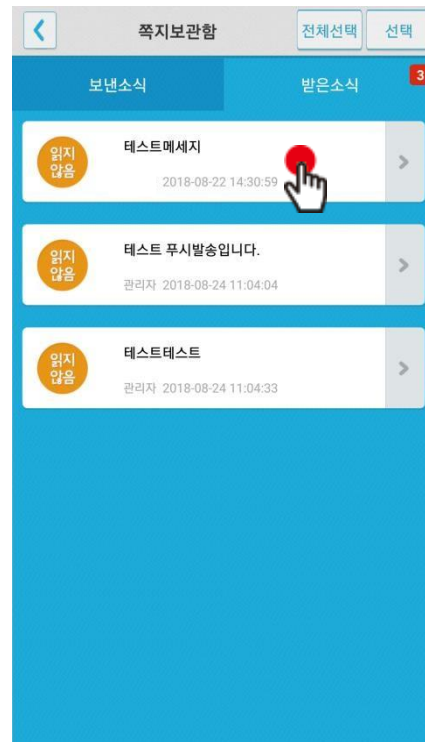 쪽지보관함 전체선택 선택
보낸소식 받은소식 3
읽지
않음
테스트메세지
2018-08-22 14:30:59
읽지
않음
테스트 푸시발송입니다.
관리자 2018-08-24 11:04:04
읽지
않음
테스트테스트
관리자 2018-08-24 11:04:33